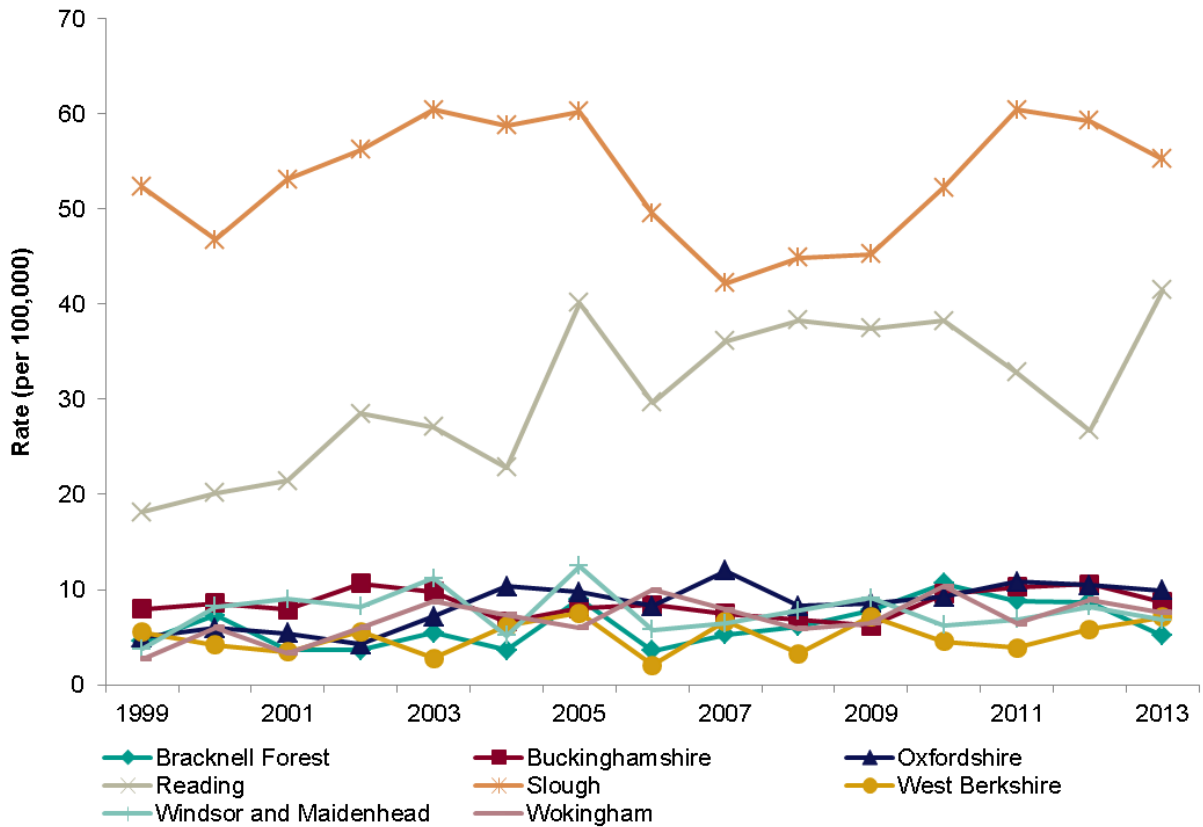 70
60
50
40
30
20
10
0
Rate (per 100,000)
1999 2001 2003 2005 2007 2009 2011 2013
Bracknell Forest Buckinghamshire Oxfordshire
Reading Slough West Berkshire
Windsor and Maidenhead Wokingham